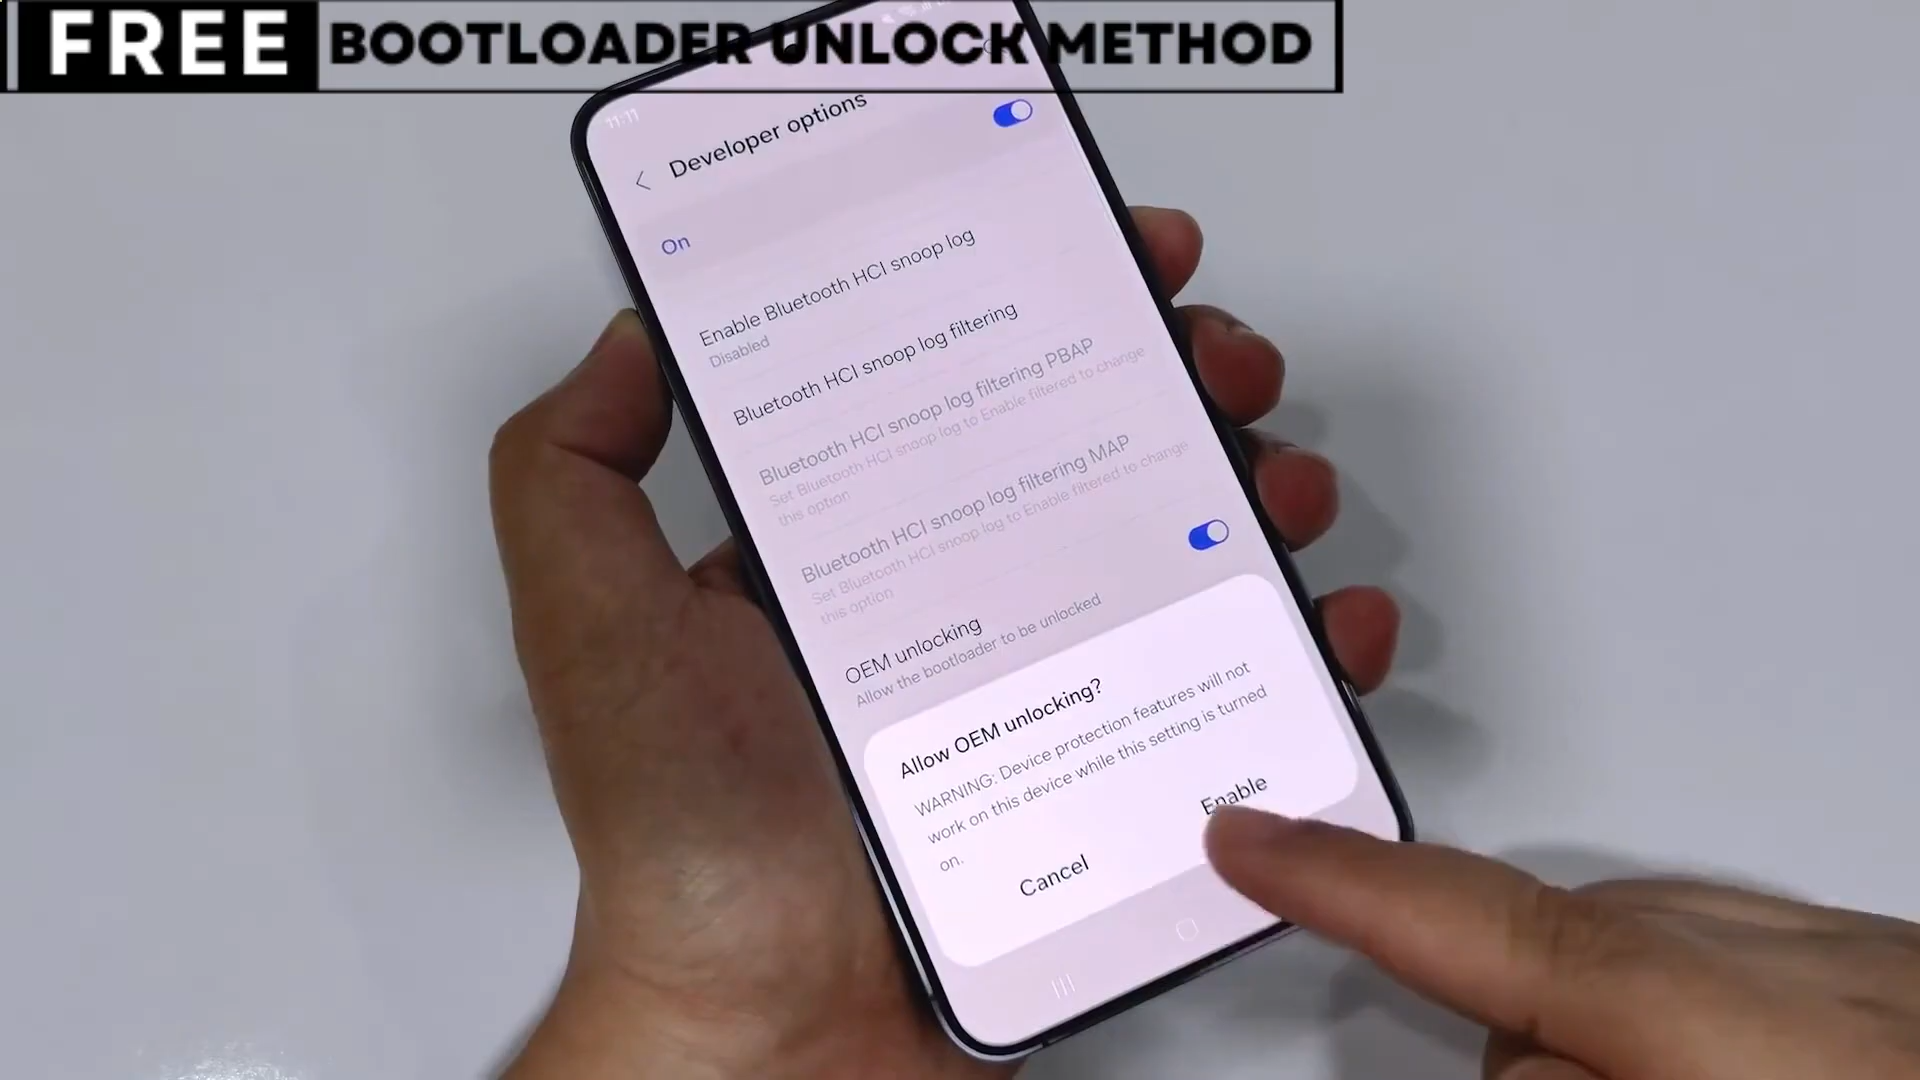 FREE BOOTLOADER UNLOCK METHOD
11:11
Developer options
On
Enable Bluetooth HCI snoop log
Disabled
Bluetooth HCI snoop log filtering
Bluetooth HCI snoop log filtering PBAP
Set Bluetooth HCI snoop log to Enable filtered to change
this option
Bluetooth HCI snoop log filtering MAP
Set Bluetooth HCI snoop log to Enable filtered to change
this option
OEM unlocking
Allow the bootloader to be unlocked
Allow OEM unlocking?
WARNING: Device protection features will not
work on this device while this setting is turned
on.
Cancel
Enable